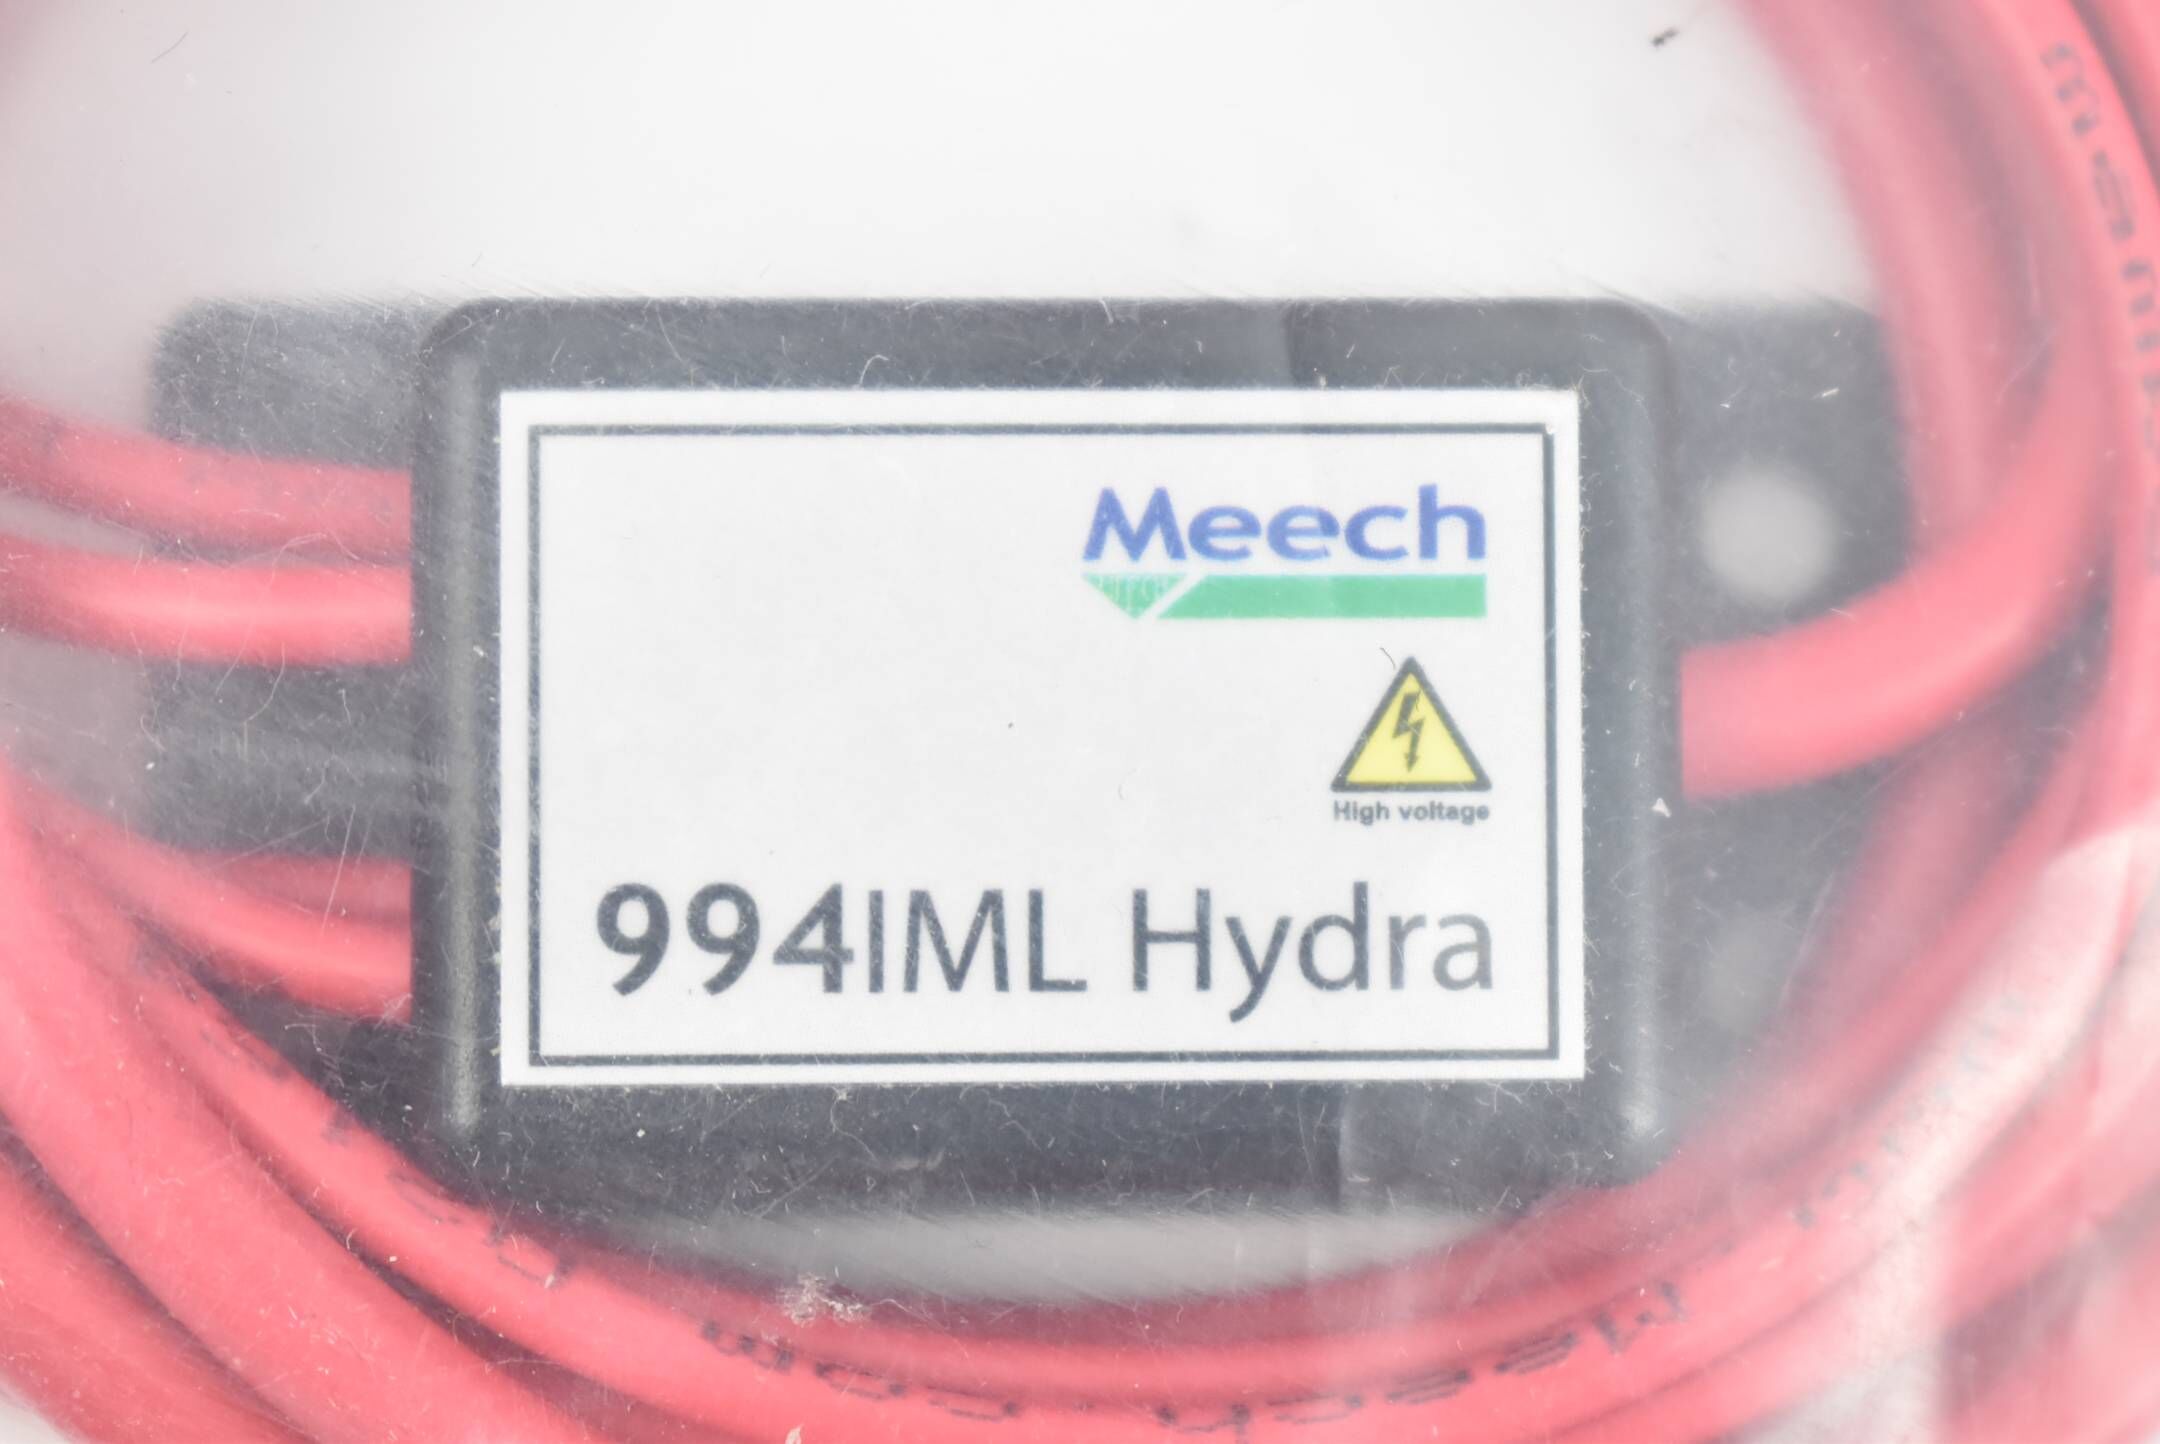 Meech
High voltage
994IML Hydra